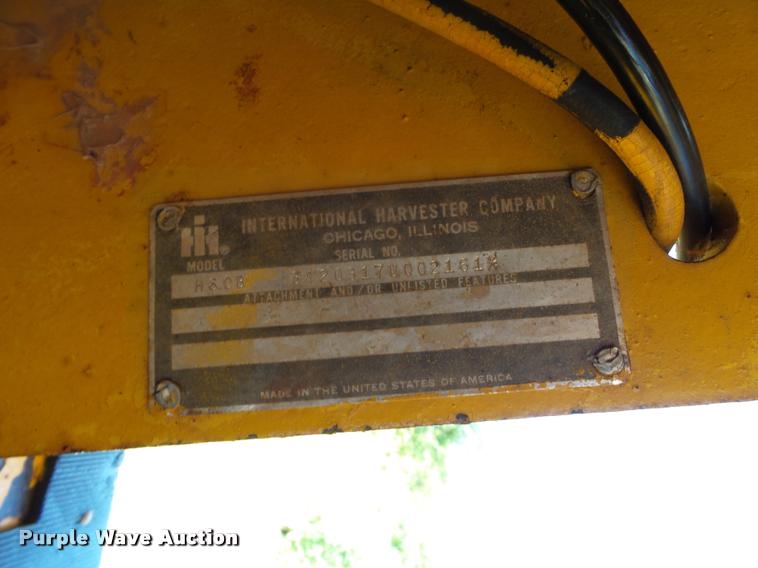 IH®
INTERNATIONAL HARVESTER COMPANY
CHICAGO, ILLINOIS
MODEL SERIAL NO.
ATTACHMENT AND/OR UNLISTED FEATURES
MADE IN THE UNITED STATES OF AMERICA
Purple Wave Auction